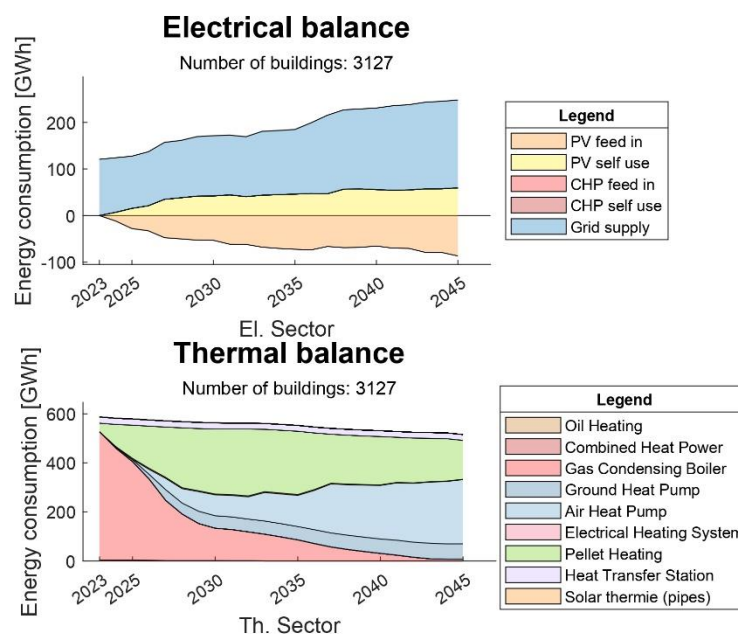 Electrical balance
Number of buildings: 3127
Energy consumption [GWh]
200
100
0
-100
2023
2025
2030
2035
2040
2045
El. Sector
Legend
PV feed in
PV self use
CHP feed in
CHP self use
Grid supply
Thermal balance
Number of buildings: 3127
Energy consumption [GWh]
600
400
200
0
2023
2025
2030
2035
2040
2045
Th. Sector
Legend
Oil Heating
Combined Heat Power
Gas Condensing Boiler
Ground Heat Pump
Air Heat Pump
Electrical Heating System
Pellet Heating
Heat Transfer Station
Solar thermie (pipes)